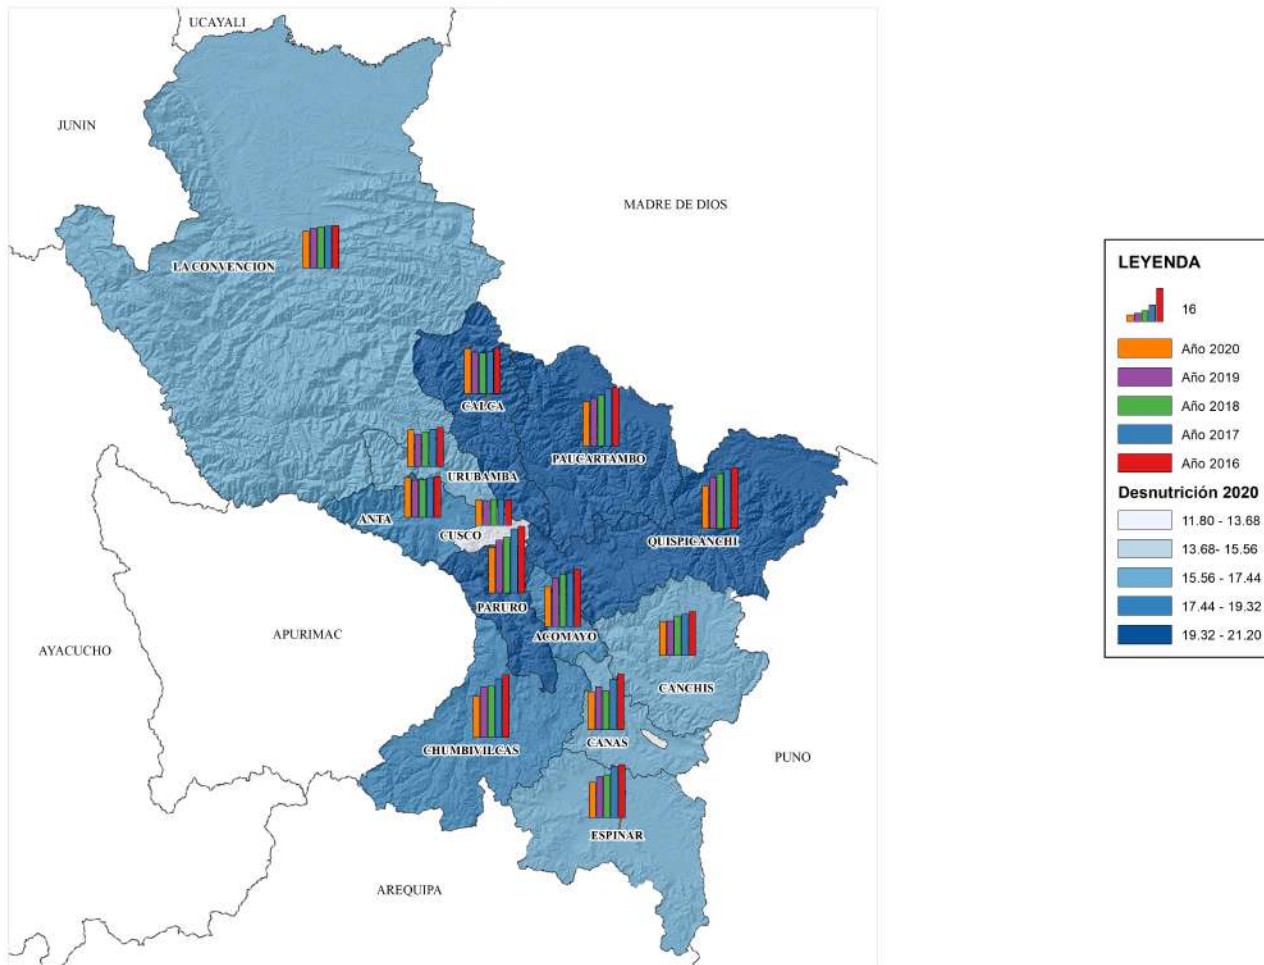 UCAYALI
JUNIN
MADRE DE DIOS
LA CONVENCION
CALCA
PAUCARTAMBO
URUBAMBA
ANTA
CUSCO
QUISPICANCHI
PARURO
ACOMAYO
APURIMAC
AYACUCHO
CANCHIS
CHUMBIVILCAS
CANAS
PUNO
ESPINAR
AREQUIPA
LEYENDA
16
Año 2020
Año 2019
Año 2018
Año 2017
Año 2016
Desnutrición 2020
11.80 - 13.68
13.68- 15.56
15.56 - 17.44
17.44 - 19.32
19.32 - 21.20